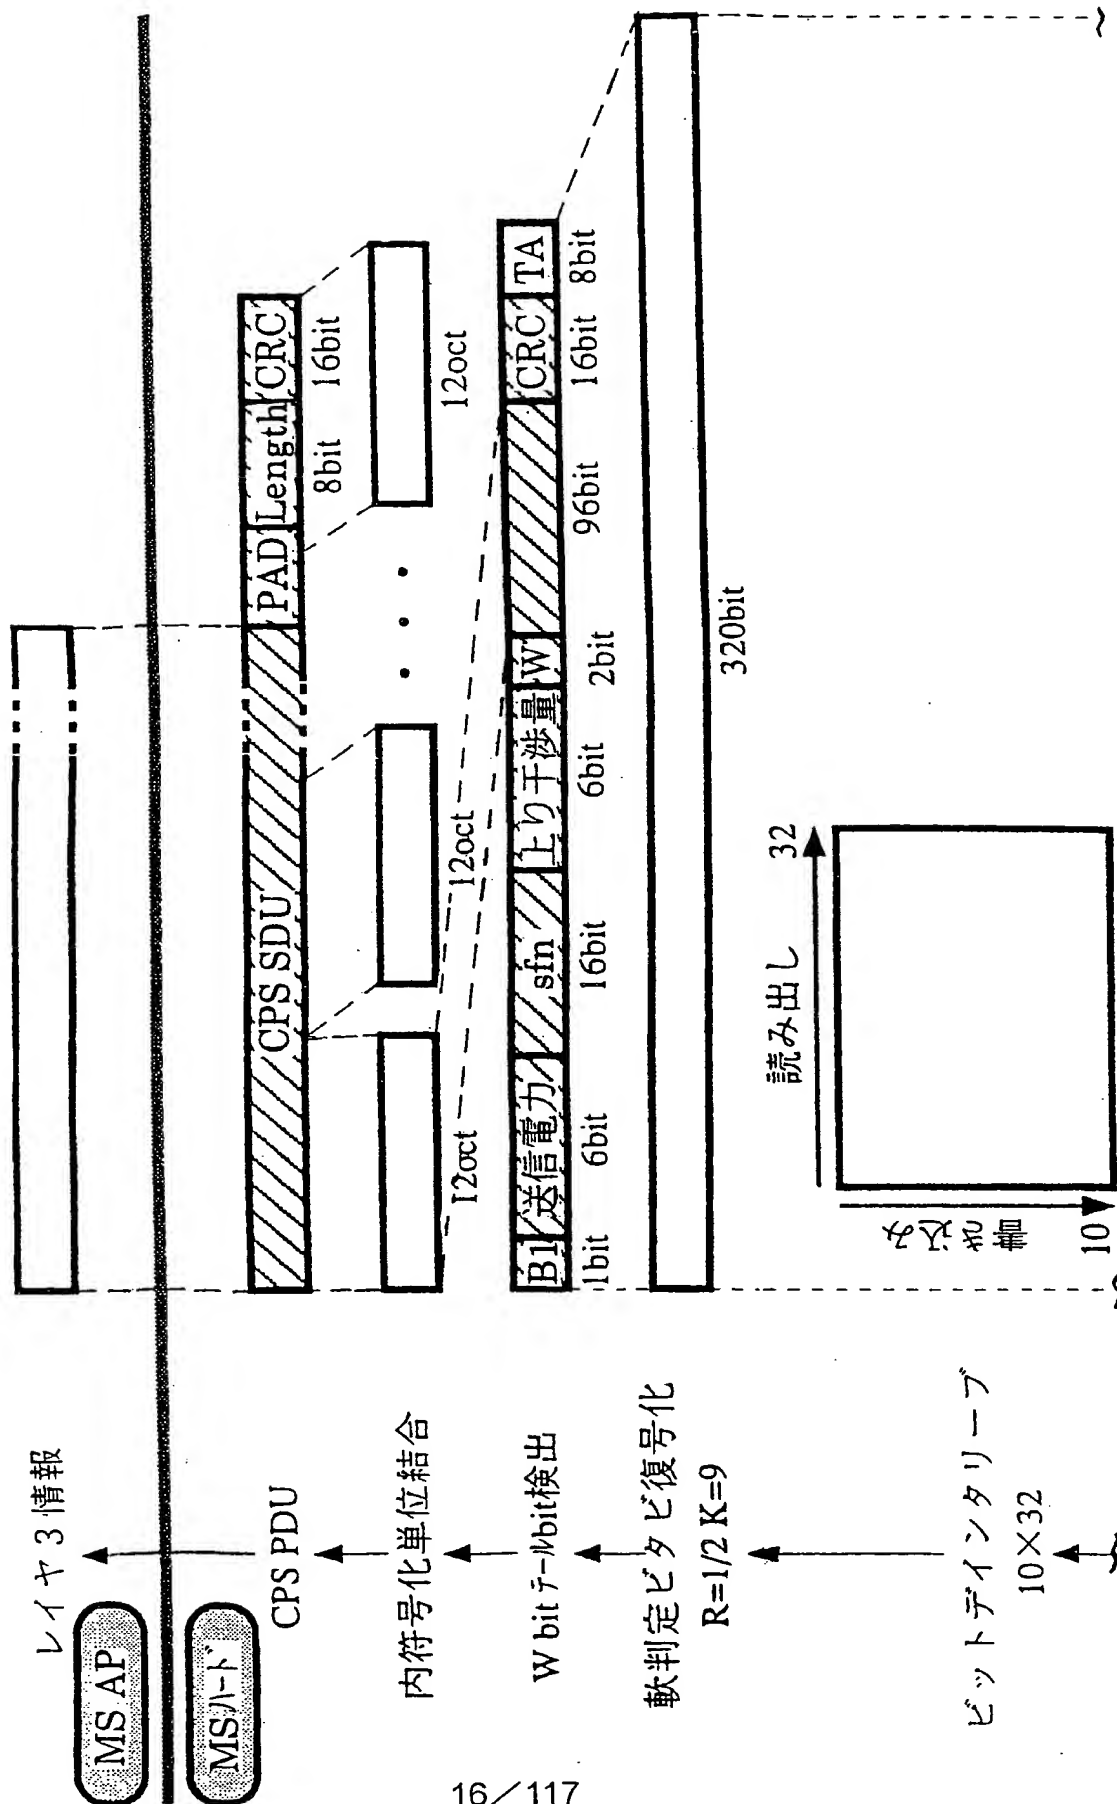 レイヤ3情報
MS AP
MSハード
CPS PDU
CPS SDU
PAD
Length
CRC
8bit
16bit
内符号化単位結合
12oct
12oct
12oct
W bit テールbit検出
B1
送信電力
sfn
上り干渉量
W
CRC
TA
1bit
6bit
16bit
6bit
2bit
96bit
16bit
8bit
軟判定ビタビ復号化
R=1/2 K=9
320bit
ビットデインタリーブ
10×32
読み出し
32
書き込み
10
16/117